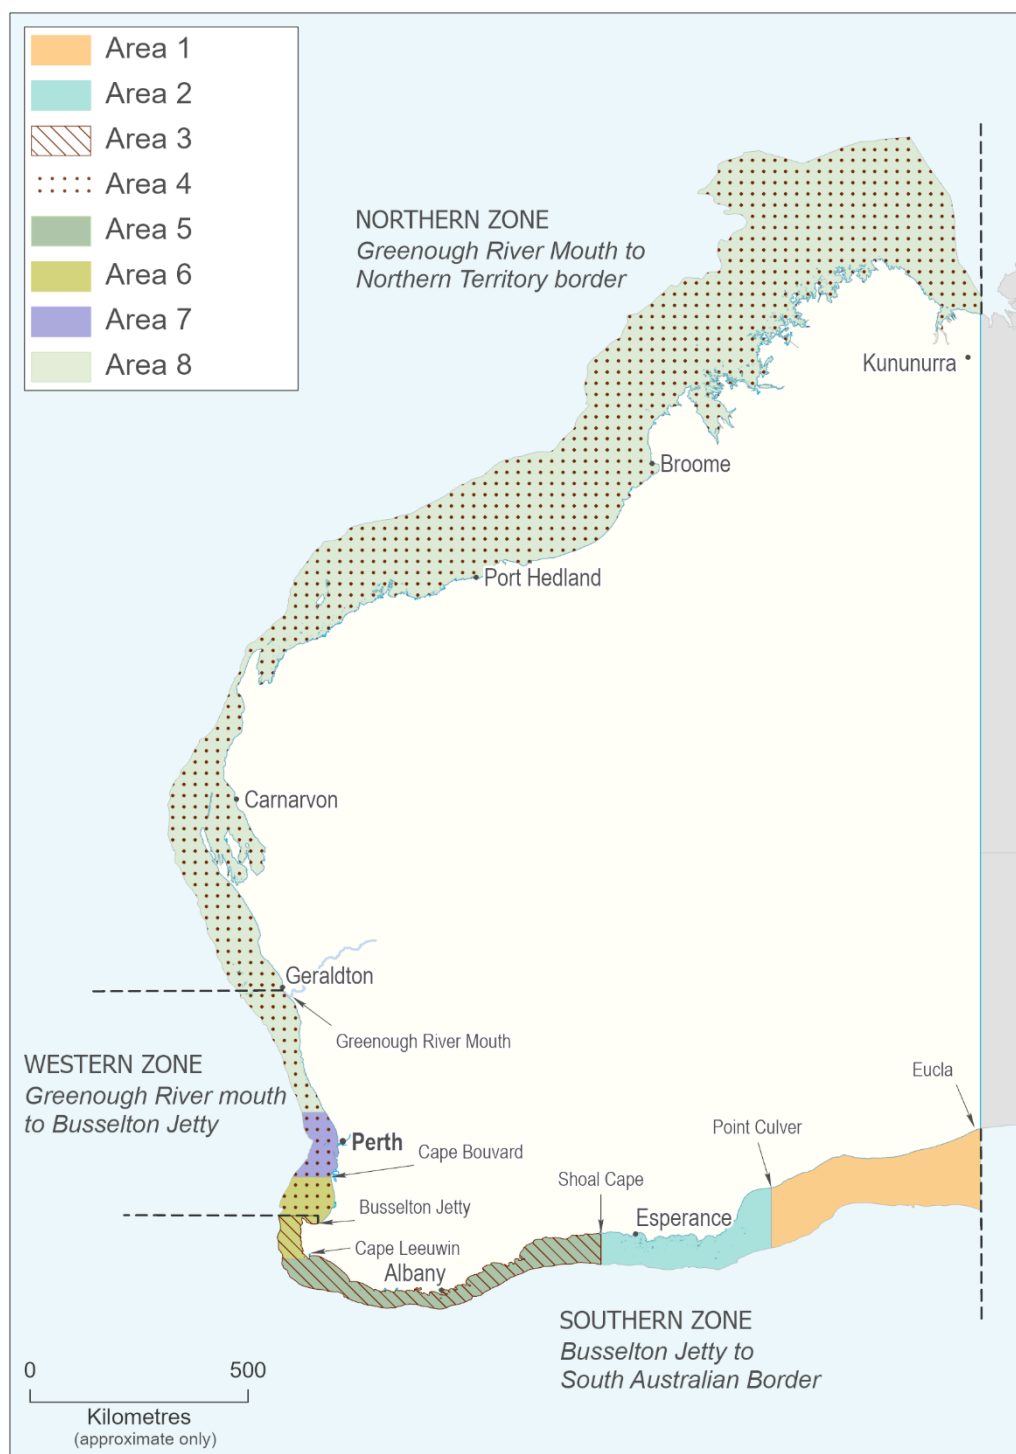 Area 1
Area 2
Area 3
Area 4
Area 5
Area 6
Area 7
Area 8
NORTHERN ZONE
Greenough River Mouth to
Northern Territory border
Kununurra
Broome
Port Hedland
Carnarvon
Geraldton
Greenough River Mouth
WESTERN ZONE
Greenough River mouth
to Busselton Jetty
Eucla
Point Culver
Perth
Cape Bouvard
Shoal Cape
Busselton Jetty
Esperance
Cape Leeuwin
Albany
SOUTHERN ZONE
Busselton Jetty to
South Australian Border
0 500
Kilometres
(approximate only)